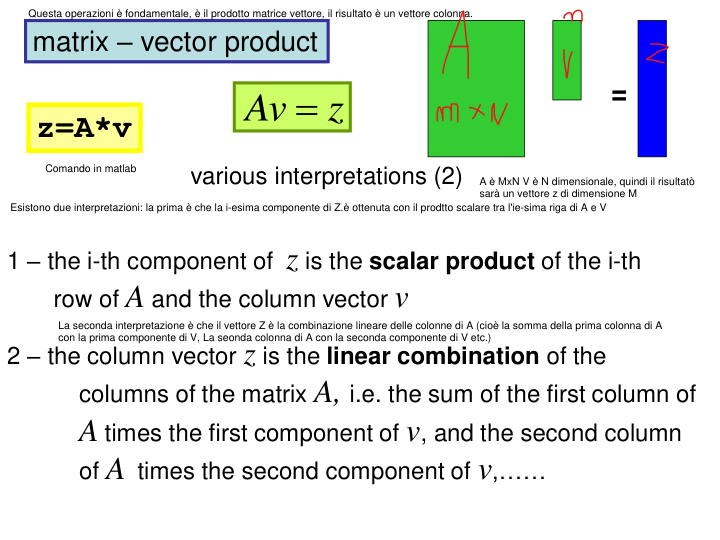 Questa operazioni è fondamentale, è il prodotto matrice vettore, il risultato è un vettore colonna.
matrix – vector product
A
m × N
v
n
=
z
z=A*v
Av = z
Comando in matlab
various interpretations (2)
A è MxN V è N dimensionale, quindi il risultatò
sarà un vettore z di dimensione M
Esistono due interpretazioni: la prima è che la i-esima componente di Z.è ottenuta con il prodtto scalare tra l'ie-sima riga di A e V
1 – the i-th component of z is the scalar product of the i-th
row of A and the column vector v
La seconda interpretazione è che il vettore Z è la combinazione lineare delle colonne di A (cioè la somma della prima colonna di A
con la prima componente di V, La seonda colonna di A con la seconda componente di V etc.)
2 – the column vector z is the linear combination of the
columns of the matrix A, i.e. the sum of the first column of
A times the first component of v, and the second column
of A times the second component of v,……